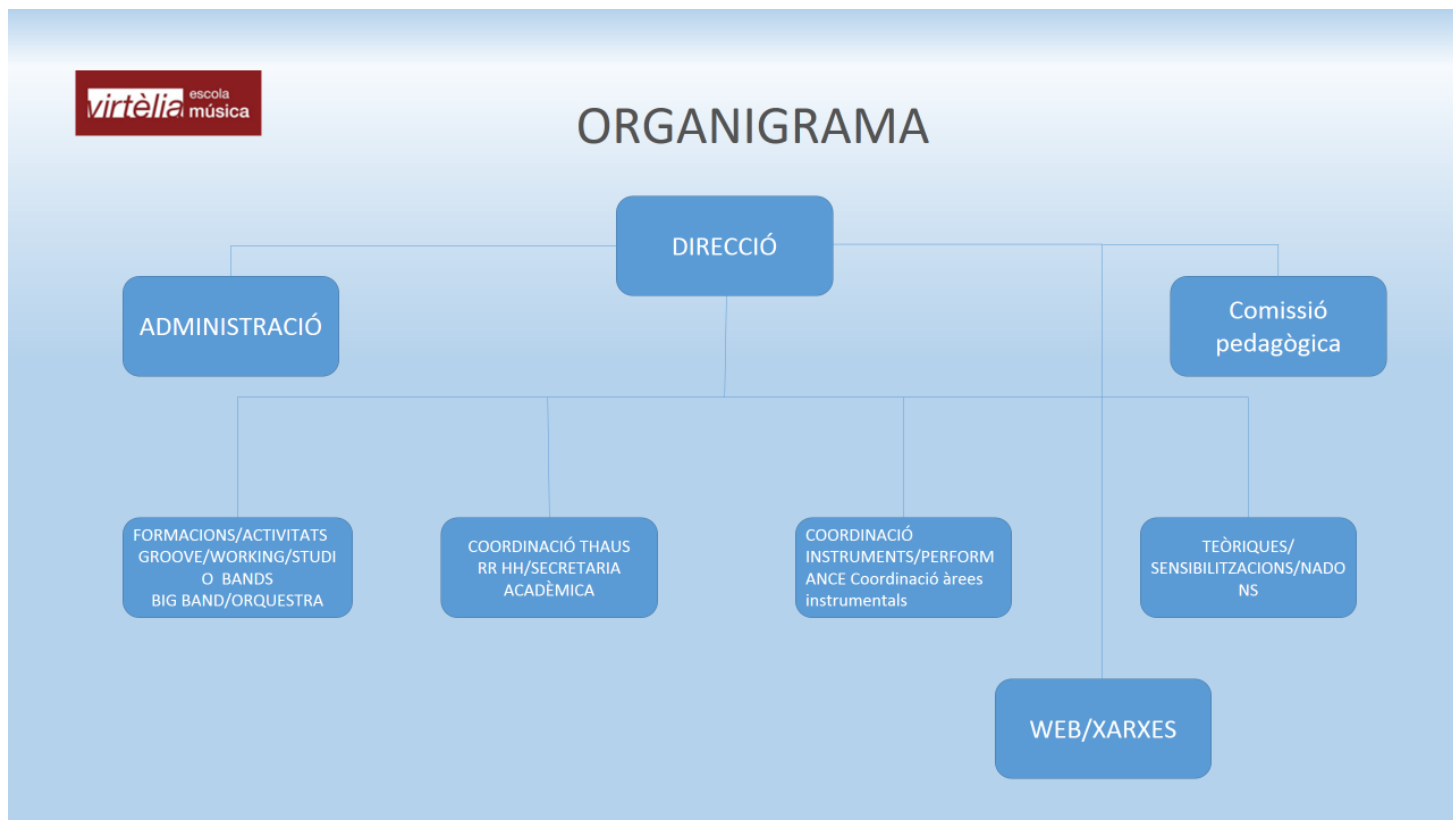 virtèlia escola
música
ORGANIGRAMA
DIRECCIÓ
ADMINISTRACIÓ
Comissió
pedagògica
FORMACIONS/ACTIVITATS
GROOVE/WORKING/STUDI
O BANDS
BIG BAND/ORQUESTRA
COORDINACIÓ THAUS
RR HH/SECRETARIA
ACADÈMICA
COORDINACIÓ
INSTRUMENTS/PERFORM
ANCE Coordinació àrees
instrumentals
TEÒRIQUES/
SENSIBILITZACIONS/NADO
NS
WEB/XARXES